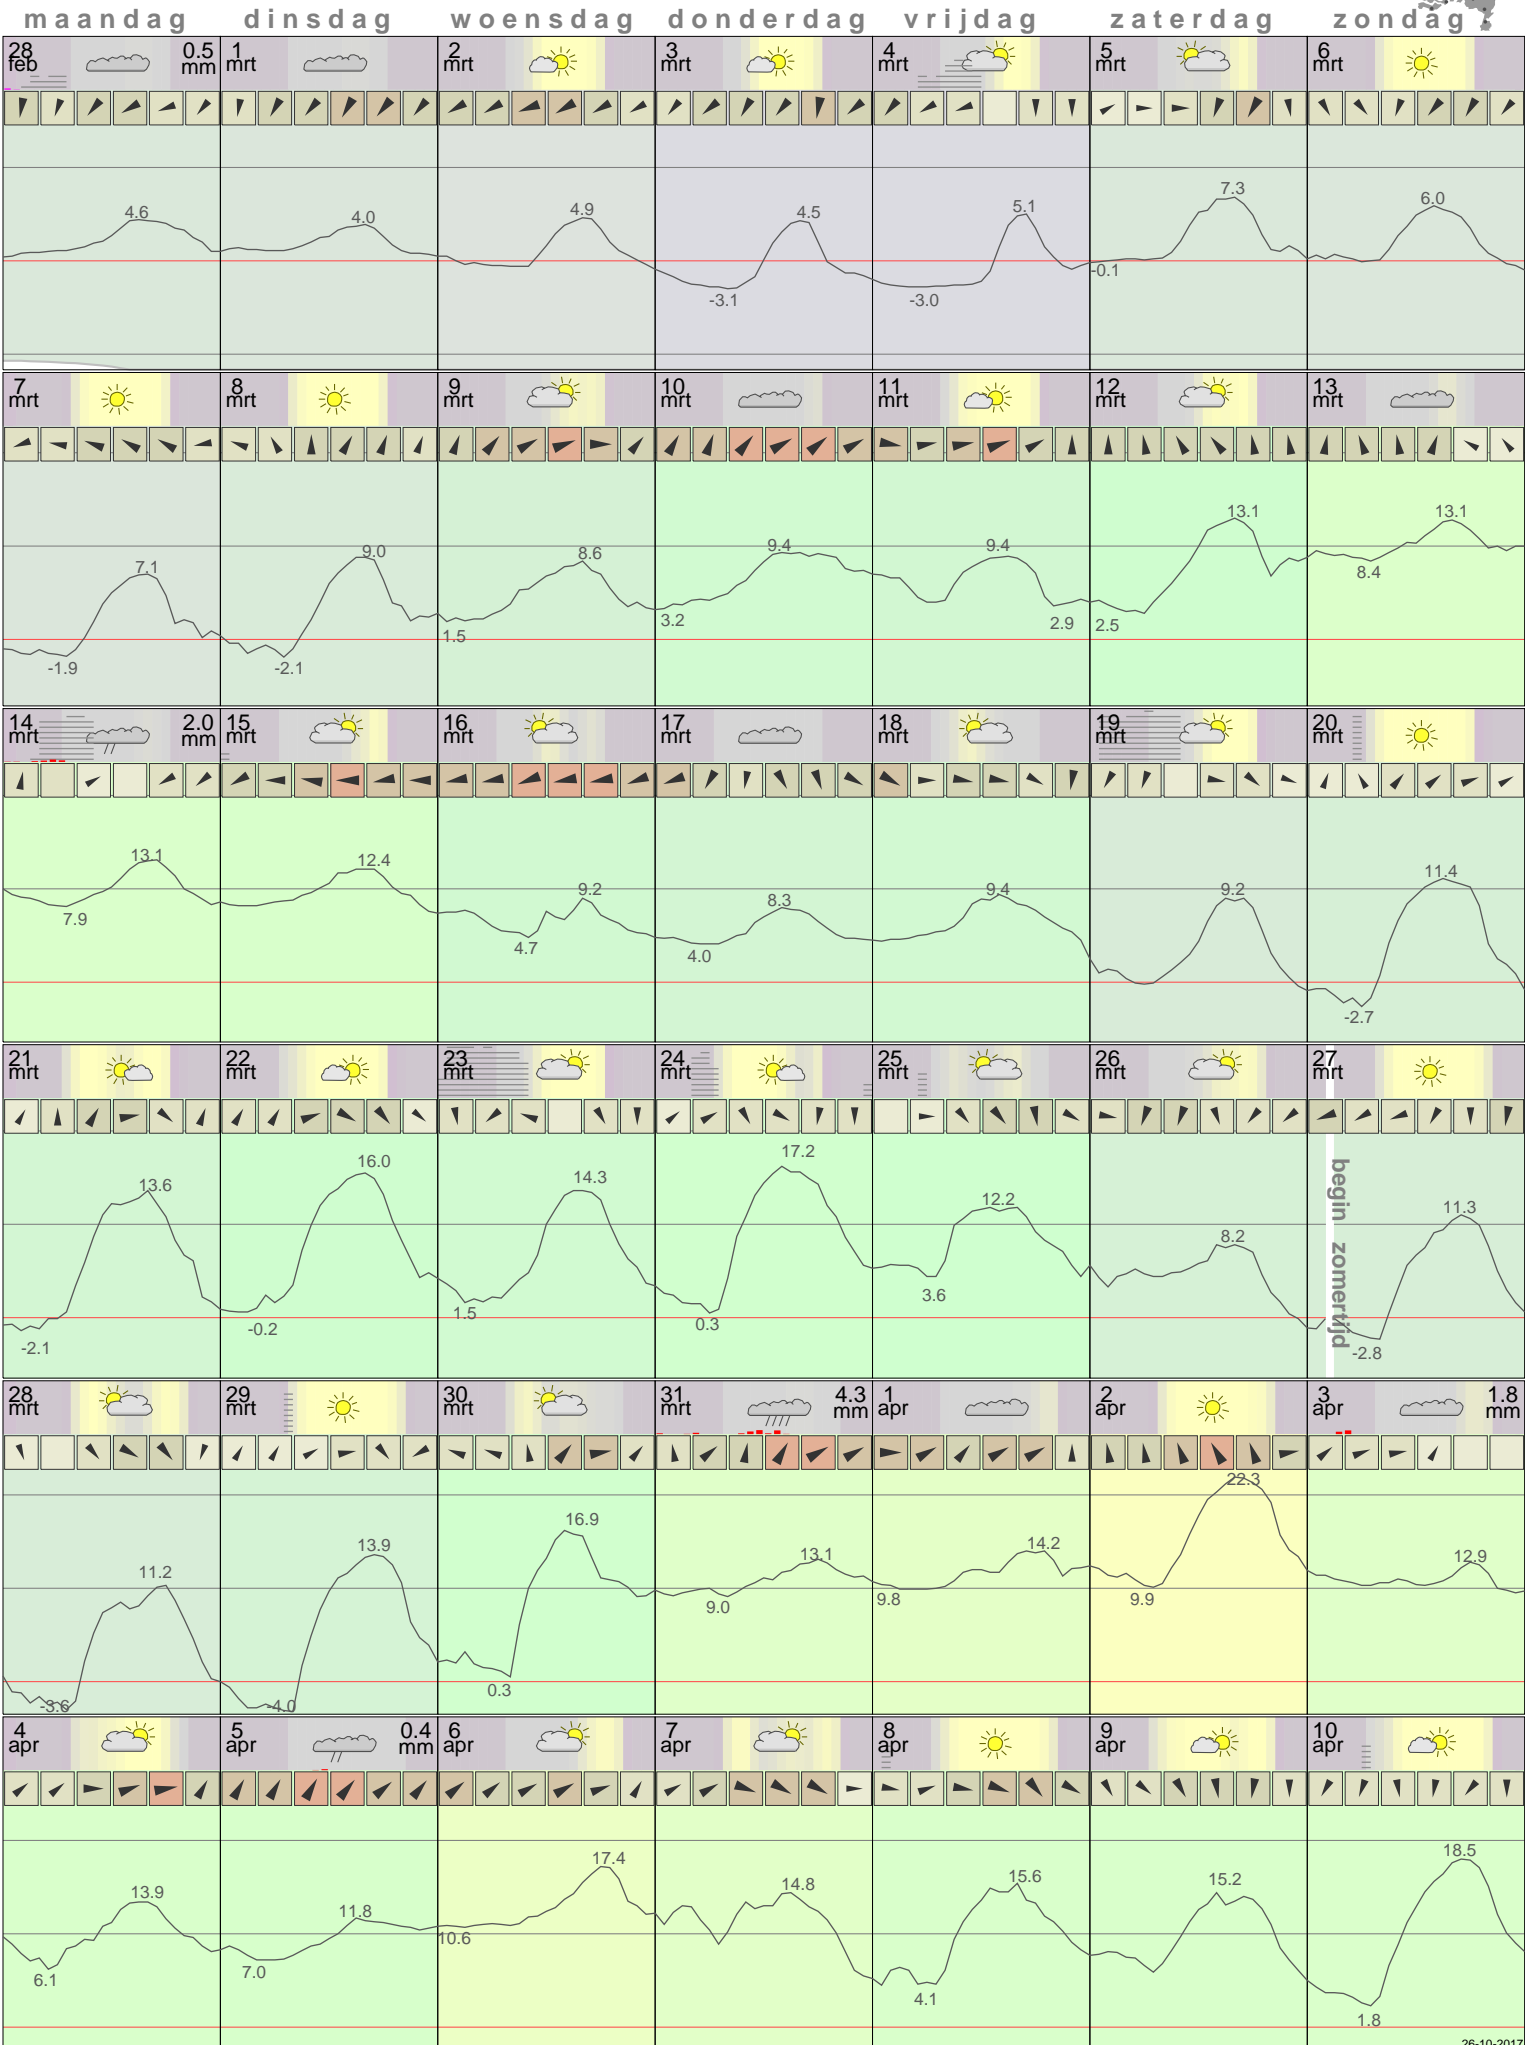 maandag dinsdag woensdag donderdag vrijdag zaterdag zondag
28 0.5 1 2 3 4 5 6
feb mm mrt mrt mrt mrt mrt mrt
4.6 4.0 4.9 4.5 5.1 7.3 6.0
-3.1 -3.0 -0.1
7 8 9 10 11 12 13
mrt mrt mrt mrt mrt mrt mrt
7.1 9.0 8.6 9.4 9.4 13.1 13.1
-1.9 -2.1 1.5 3.2 2.9 2.5 8.4
14 2.0 15 16 17 18 19 20
mrt mm mrt mrt mrt mrt mrt mrt
13.1 12.4 9.2 8.3 9.4 9.2 11.4
7.9 4.7 4.0 -2.7
21 22 23 24 25 26 27
mrt mrt mrt mrt mrt mrt mrt
13.6 16.0 14.3 17.2 12.2 8.2 11.3
-2.1 -0.2 1.5 0.3 3.6 -2.8
begin zomertijd
28 29 30 31 4.3 1 2 3 1.8
mrt mrt mrt mrt mm apr apr apr mm
11.2 13.9 16.9 13.1 14.2 22.3 12.9
-3.6 -4.0 0.3 9.0 9.8 9.9
4 5 0.4 6 7 8 9 10
apr apr mm apr apr apr apr apr
13.9 11.8 17.4 14.8 15.6 15.2 18.5
6.1 7.0 10.6 4.1 1.8
26-10-2017